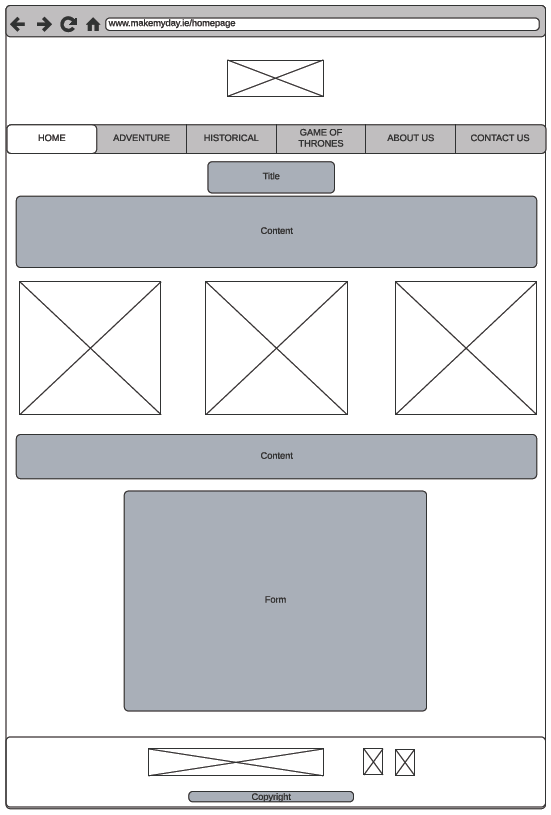 www.makemyday.ie/homepage
HOME
ADVENTURE
HISTORICAL
GAME OF
THRONES
ABOUT US
CONTACT US
Title
Content
Content
Form
Copyright